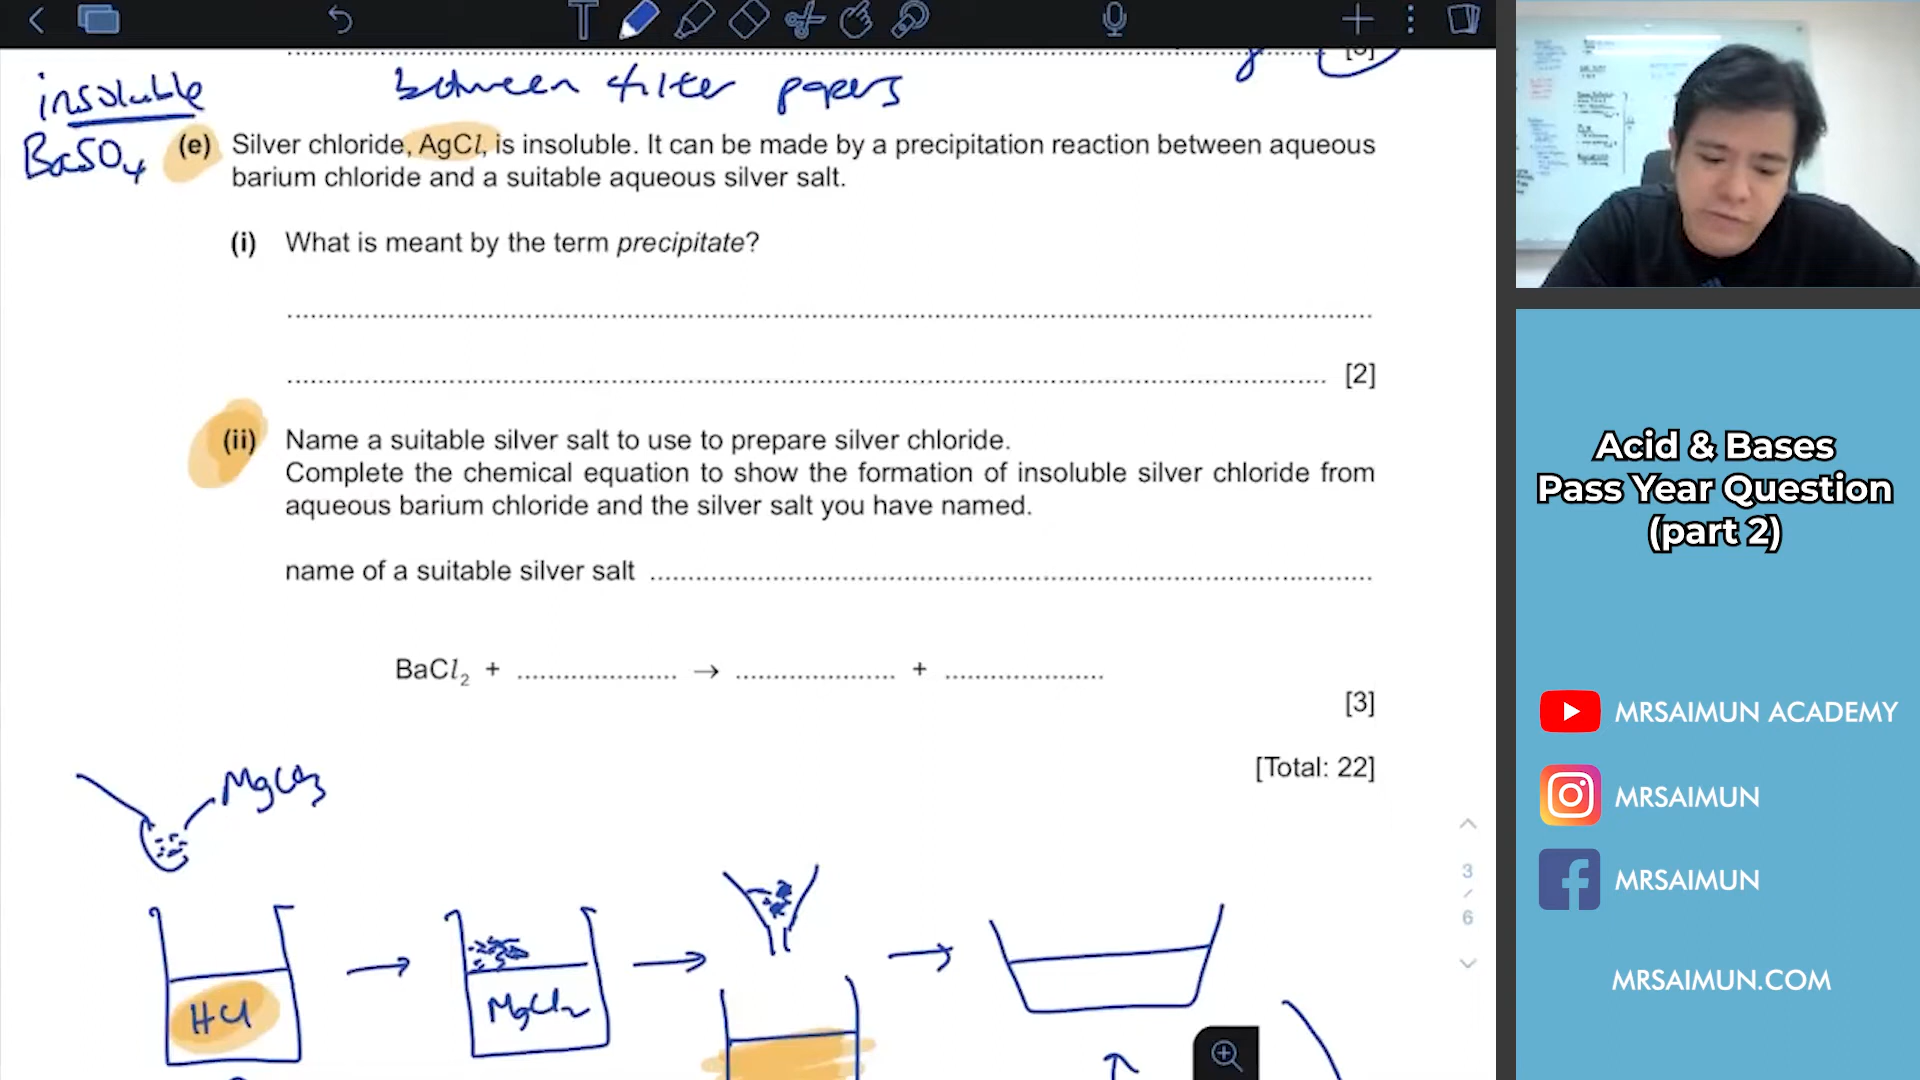 insoluble
between filter papers
BaSO4
(e) Silver chloride, AgCl, is insoluble. It can be made by a precipitation reaction between aqueous
barium chloride and a suitable aqueous silver salt.
(i) What is meant by the term precipitate?
[2]
(ii) Name a suitable silver salt to use to prepare silver chloride.
Complete the chemical equation to show the formation of insoluble silver chloride from
aqueous barium chloride and the silver salt you have named.
name of a suitable silver salt
BaCl2 + .................... → .................... + ....................
[3]
[Total: 22]
MgCO3
HCl
MgCl2
3
/
6
Acid & Bases
Pass Year Question
(part 2)
MRSAIMUN ACADEMY
MRSAIMUN
MRSAIMUN
MRSAIMUN.COM